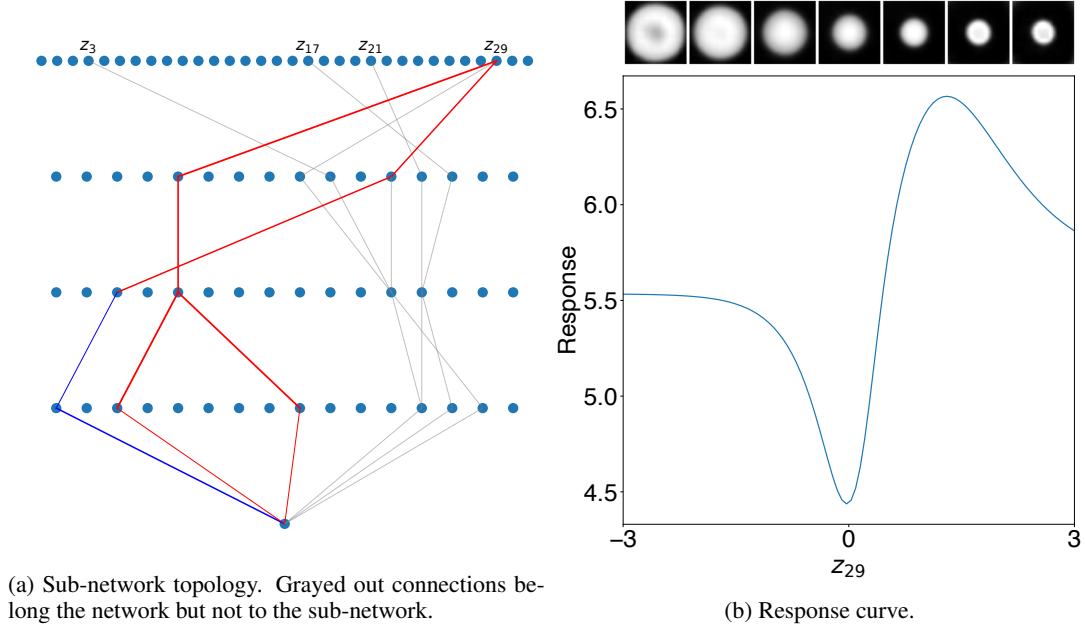 z3 z17 z21 z29
6.5
6.0
5.5
5.0
4.5
Response
−3 0 3
z29
(a) Sub-network topology. Grayed out connections be-
long the network but not to the sub-network.
(b) Response curve.